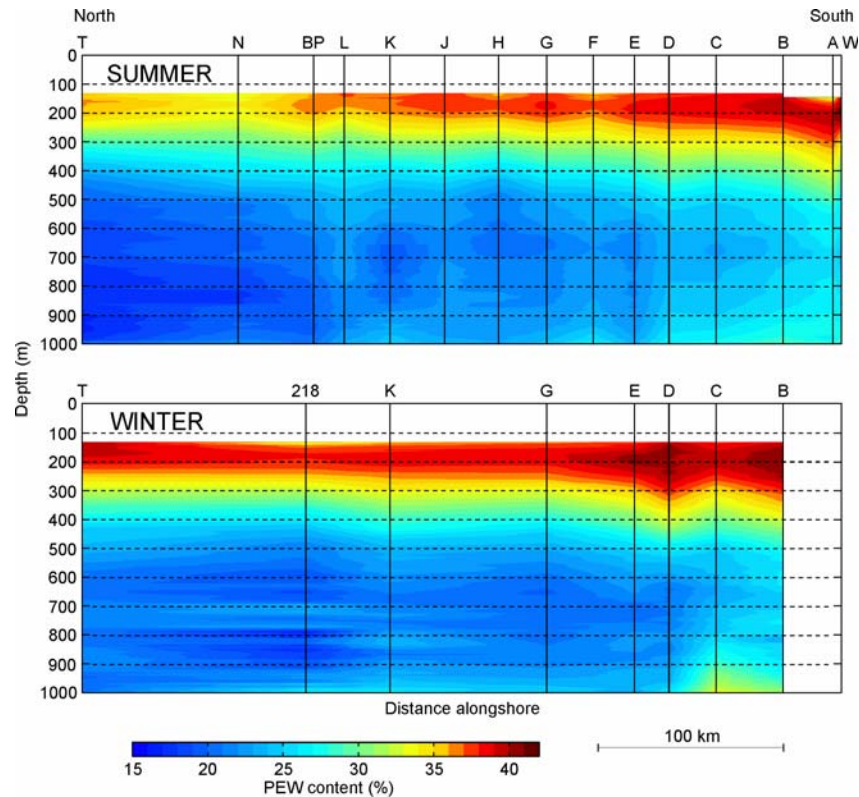 North South
T N BP L K J H G F E D C B A W
0
SUMMER
100
200
300
400
500
600
700
800
900
1000
Depth (m)
T 218 K G E D C B
0
WINTER
100
200
300
400
500
600
700
800
900
1000
Distance alongshore
100 km
15 20 25 30 35 40
PEW content (%)